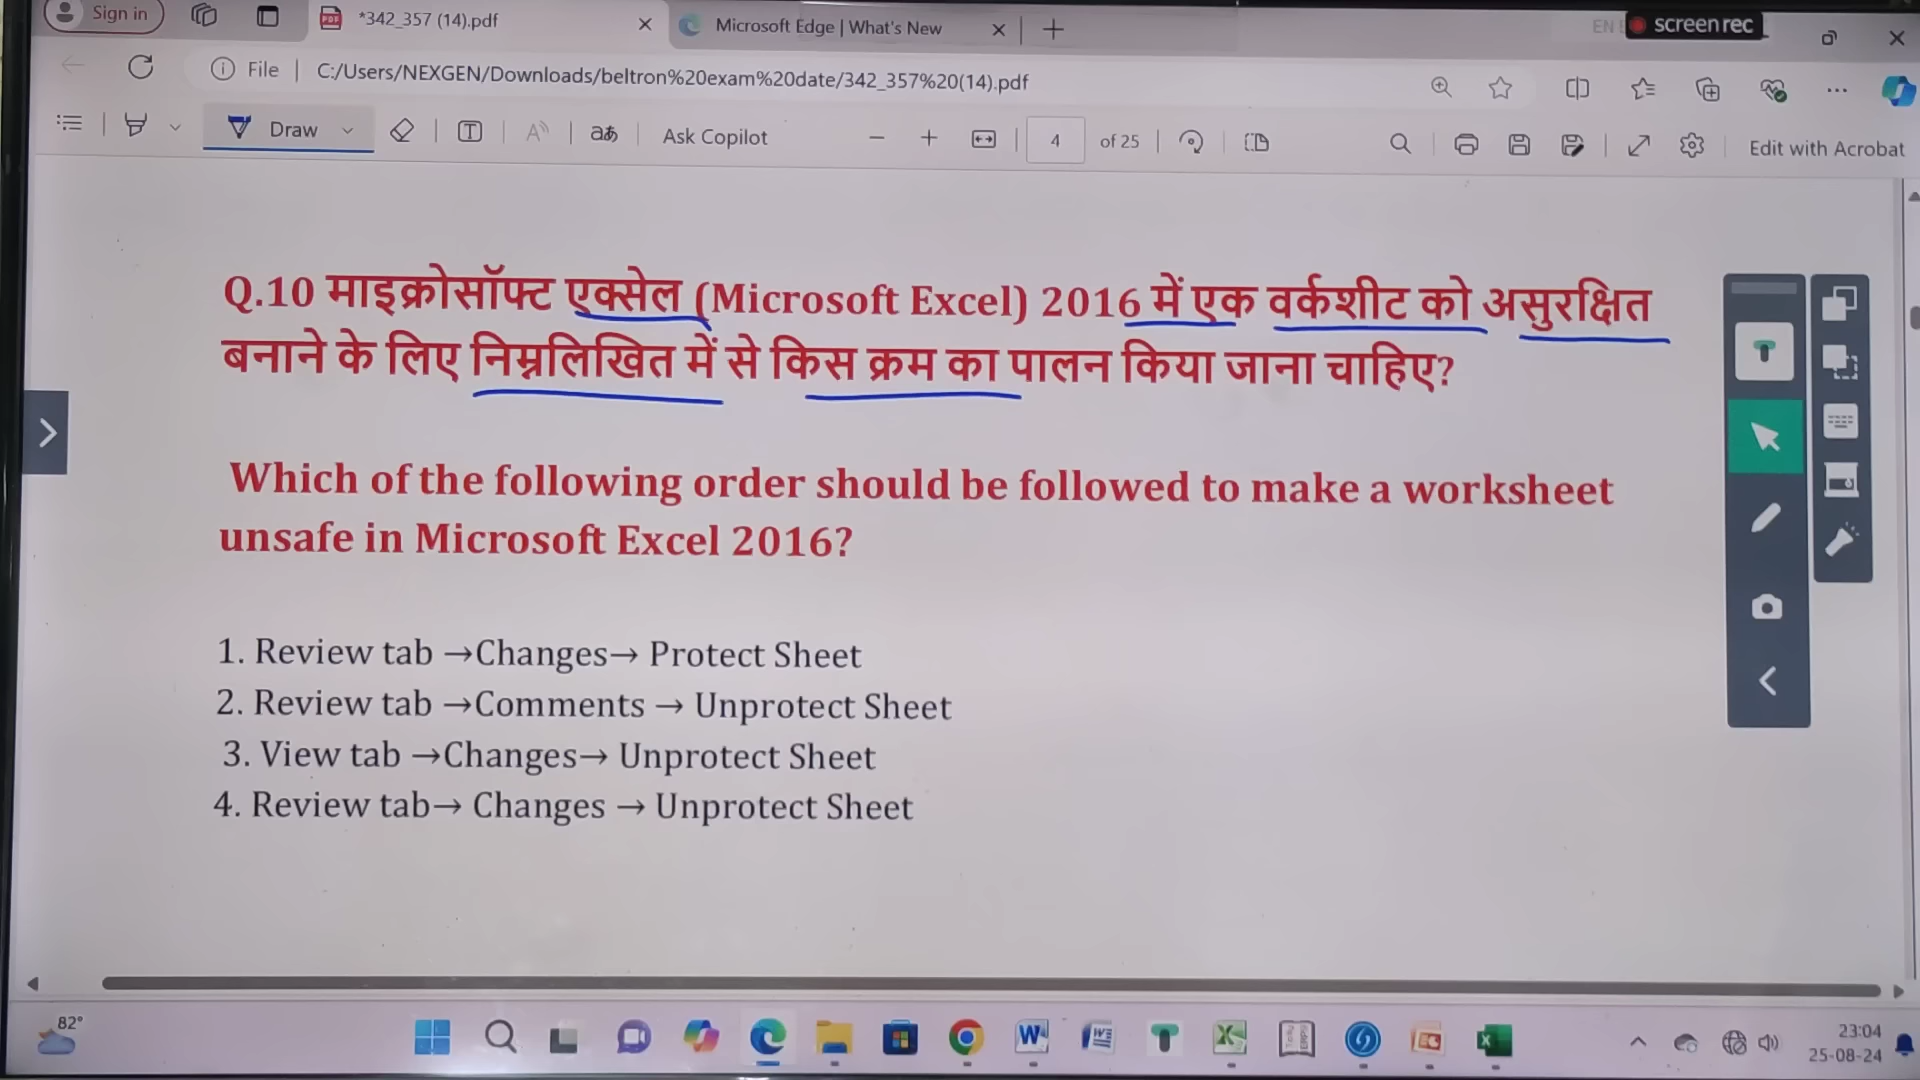 Sign in
*342_357 (14).pdf
Microsoft Edge | What's New
EN
screenrec
File
C:/Users/NEXGEN/Downloads/beltron%20exam%20date/342_357%20(14).pdf
Draw
aあ
Ask Copilot
4
of 25
Edit with Acrobat
Q.10 माइक्रोसॉफ्ट एक्सेल (Microsoft Excel) 2016 में एक वर्कशीट को असुरक्षित
बनाने के लिए निम्नलिखित में से किस क्रम का पालन किया जाना चाहिए?
Which of the following order should be followed to make a worksheet
unsafe in Microsoft Excel 2016?
1. Review tab →Changes→ Protect Sheet
2. Review tab →Comments → Unprotect Sheet
3. View tab →Changes→ Unprotect Sheet
4. Review tab→ Changes → Unprotect Sheet
82°
23:04
25-08-24